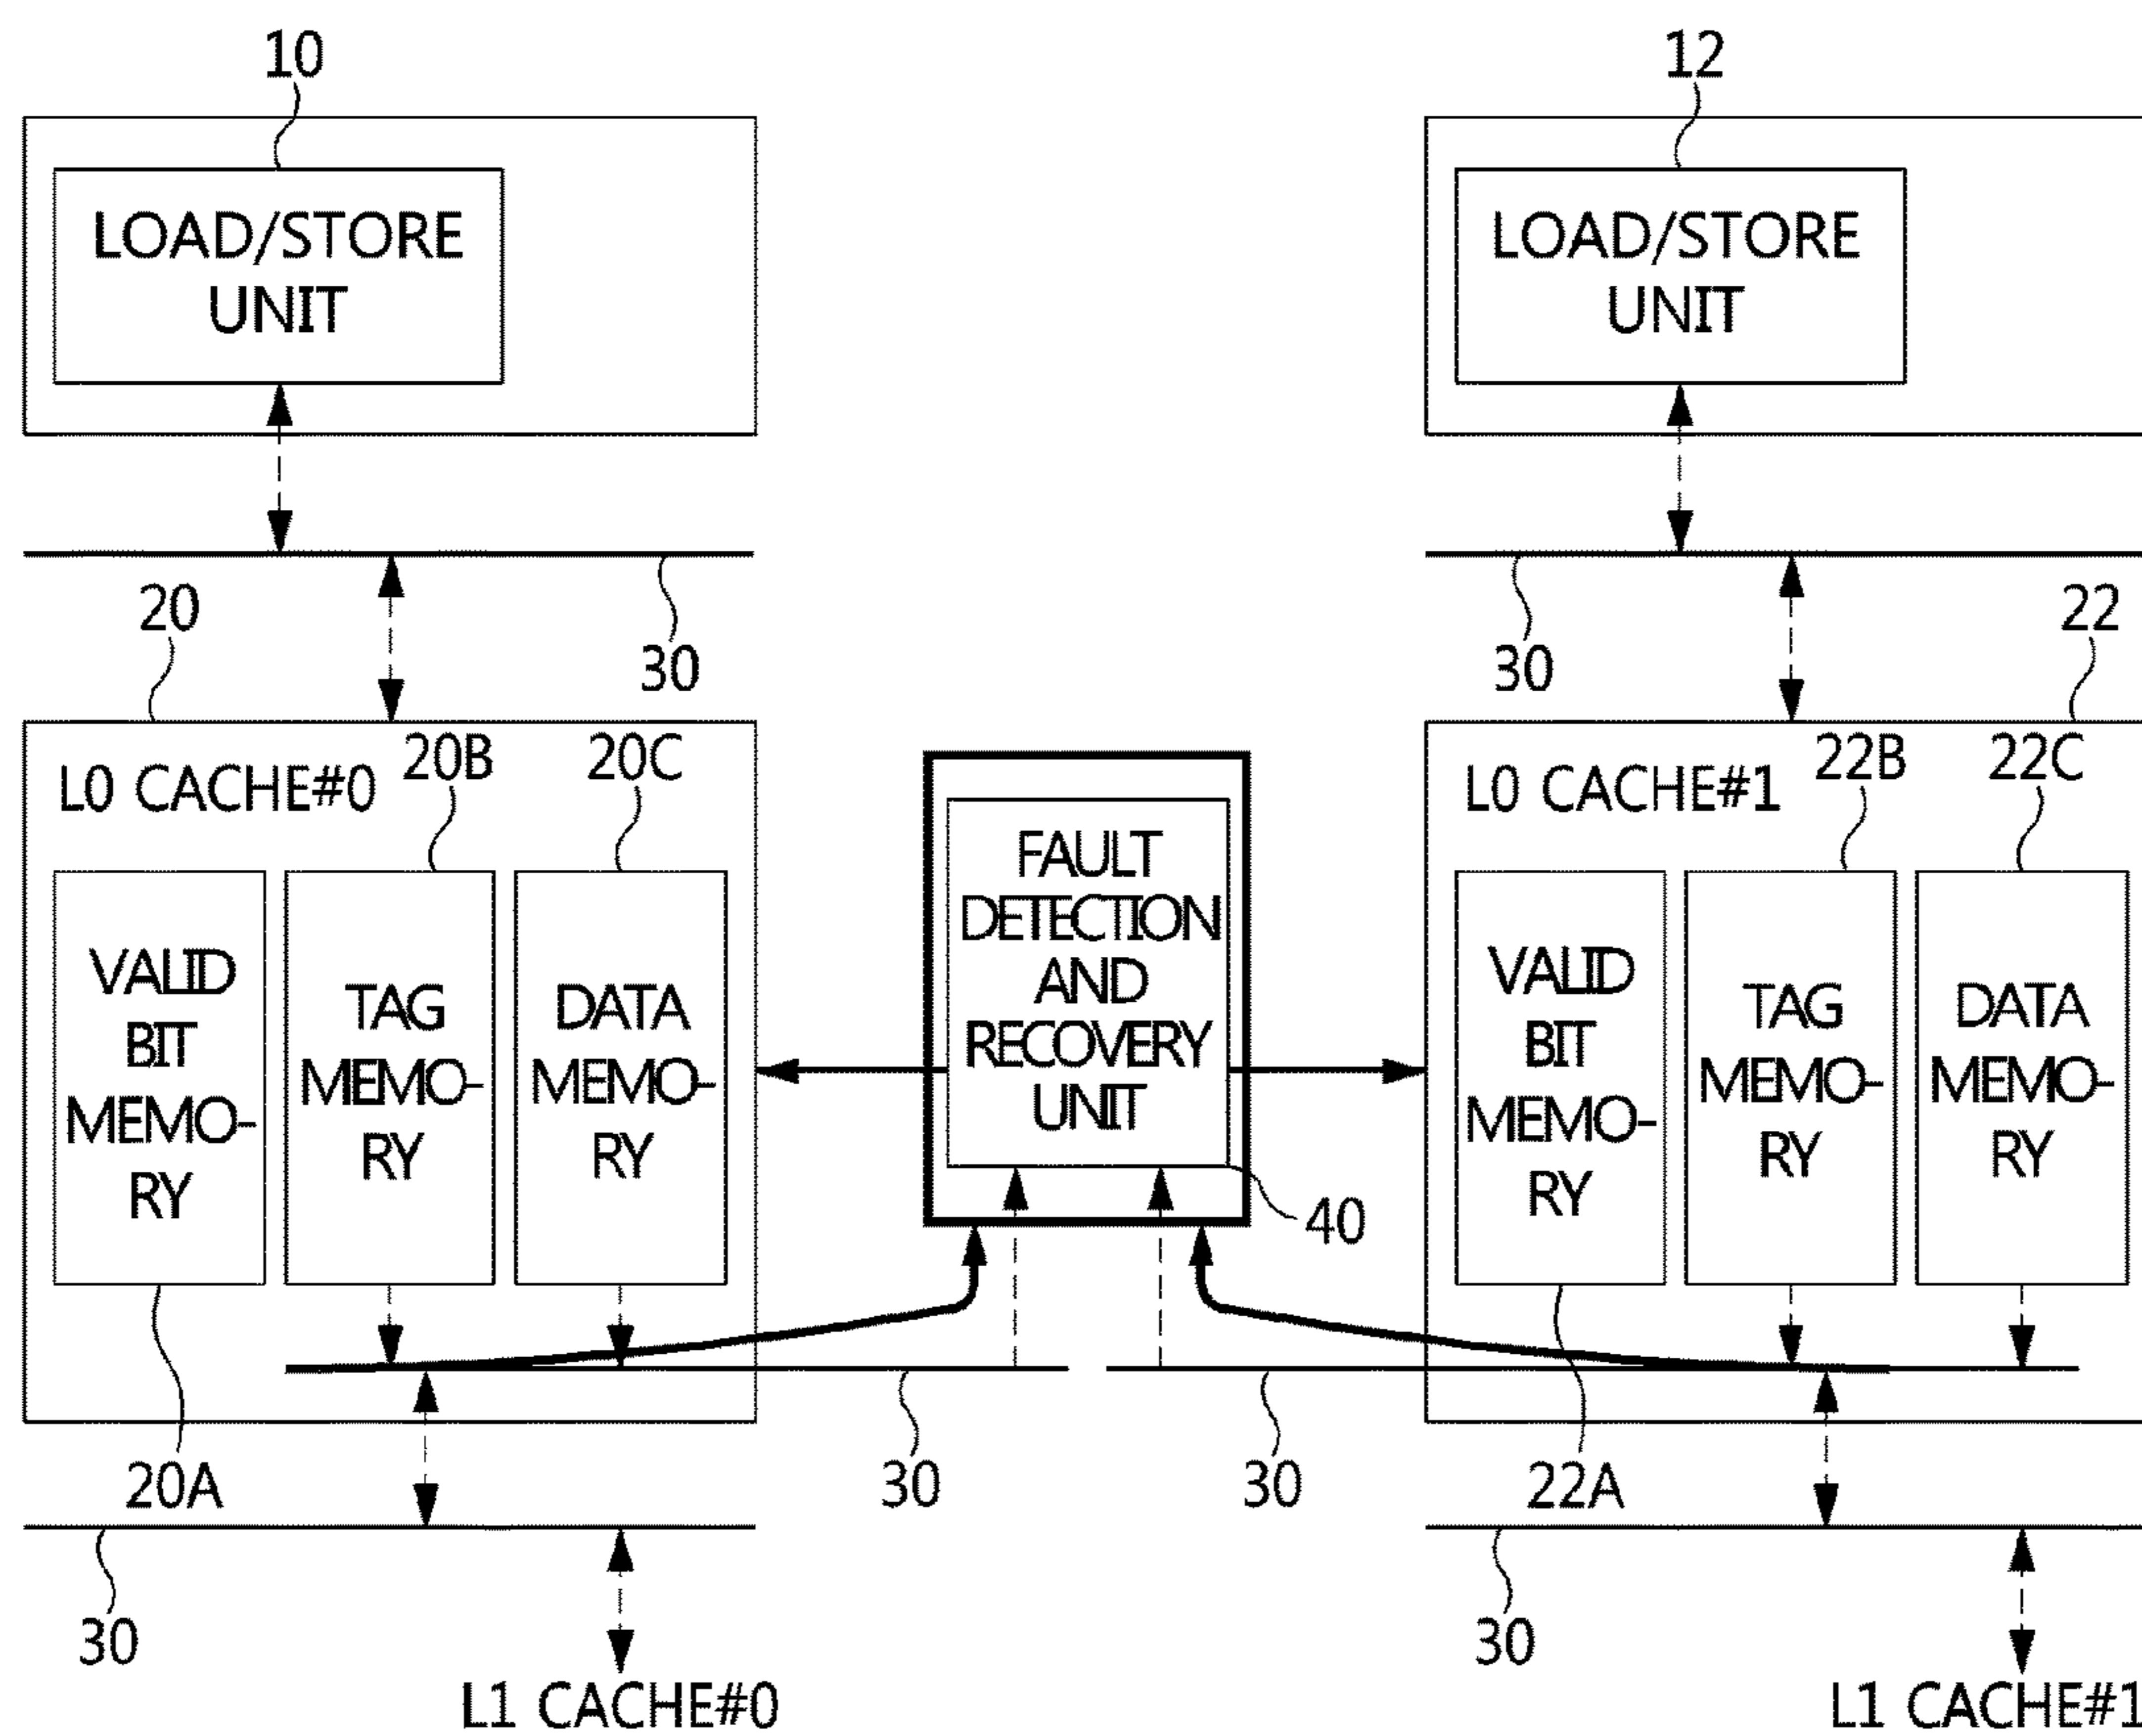 10
12
LOAD/STORE
UNIT
LOAD/STORE
UNIT
20
30
30
22
L0 CACHE#0
20B
20C
L0 CACHE#1
22B
22C
VALID
BIT
MEMO-
RY
TAG
MEMO-
RY
DATA
MEMO-
RY
FAULT
DETECTION
AND
RECOVERY
UNIT
40
VALID
BIT
MEMO-
RY
TAG
MEMO-
RY
DATA
MEMO-
RY
20A
30
30
22A
30
30
L1 CACHE#0
L1 CACHE#1